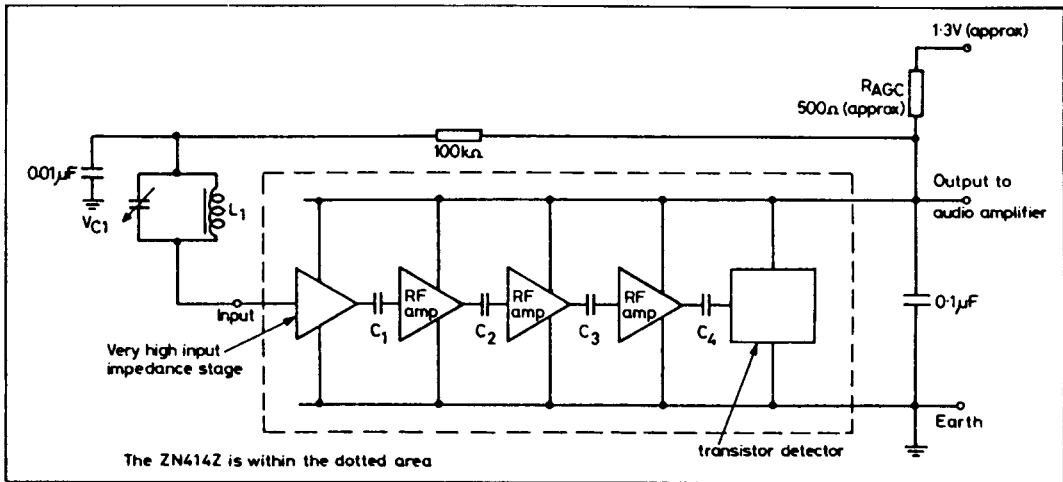 1·3V (approx)
RAGC
500Ω (approx)
100kΩ
0·01µF
VC1
L1
Output to
audio amplifier
Input
RF
amp
RF
amp
RF
amp
C1
C2
C3
C4
0·1µF
Very high input
impedance stage
Earth
transistor detector
The ZN414Z is within the dotted area